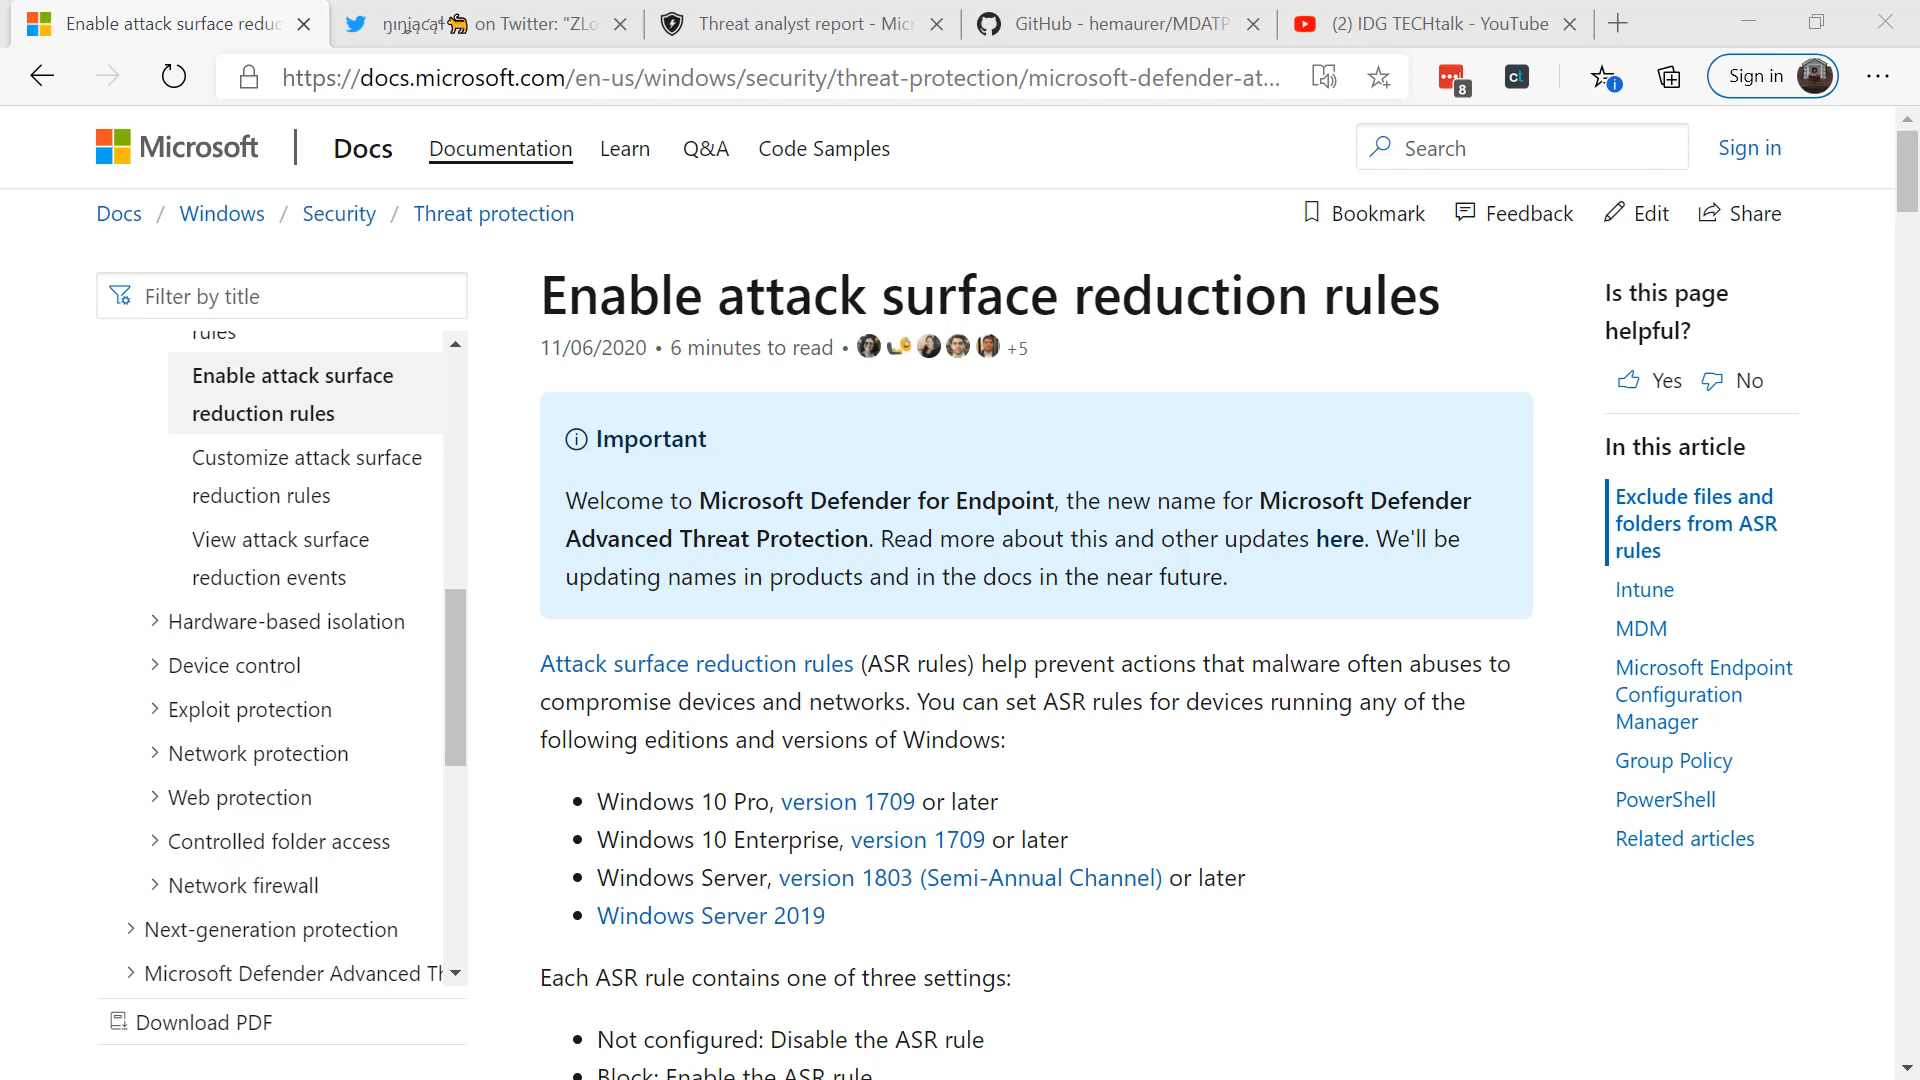 Enable attack surface reduc
on Twitter: "ZLo
Threat analyst report - Micr
GitHub - hemaurer/MDATP
(2) IDG TECHtalk - YouTube
https://docs.microsoft.com/en-us/windows/security/threat-protection/microsoft-defender-at...
8
ct
Sign in
Microsoft
Docs
Documentation
Learn
Q&A
Code Samples
Search
Sign in
Docs / Windows / Security / Threat protection
Bookmark
Feedback
Edit
Share
Filter by title
rules
Enable attack surface
reduction rules
Customize attack surface
reduction rules
View attack surface
reduction events
Hardware-based isolation
Device control
Exploit protection
Network protection
Web protection
Controlled folder access
Network firewall
Next-generation protection
Microsoft Defender Advanced Th
Download PDF
Enable attack surface reduction rules
11/06/2020 • 6 minutes to read • +5
Important
Welcome to Microsoft Defender for Endpoint, the new name for Microsoft Defender
Advanced Threat Protection. Read more about this and other updates here. We'll be
updating names in products and in the docs in the near future.
Attack surface reduction rules (ASR rules) help prevent actions that malware often abuses to
compromise devices and networks. You can set ASR rules for devices running any of the
following editions and versions of Windows:
• Windows 10 Pro, version 1709 or later
• Windows 10 Enterprise, version 1709 or later
• Windows Server, version 1803 (Semi-Annual Channel) or later
• Windows Server 2019
Each ASR rule contains one of three settings:
• Not configured: Disable the ASR rule
• Block: Enable the ASR rule
Is this page
helpful?
Yes
No
In this article
Exclude files and
folders from ASR
rules
Intune
MDM
Microsoft Endpoint
Configuration
Manager
Group Policy
PowerShell
Related articles